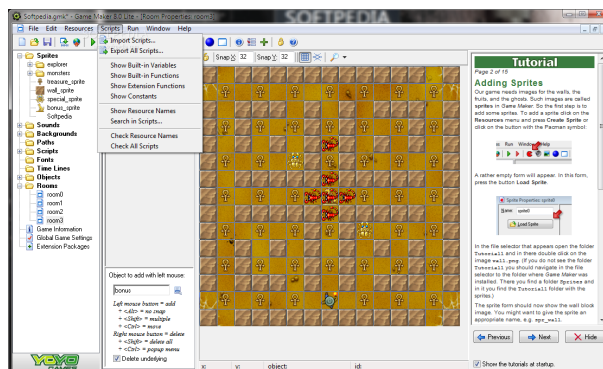 Softpedia.gmk* - Game Maker 8.0 Lite - [Room Properties: room3]
SOFTPEDIA
File Edit Resources Scripts Run Window Help
Import Scripts...
Export All Scripts...
Show Built-in Variables
Show Built-in Functions
Show Extension Functions
Show Constants
Show Resource Names
Search in Scripts...
Check Resource Names
Check All Scripts
Snap X: 32 Snap Y: 32
Sprites
explorer
monsters
treasure_sprite
wall_sprite
special_sprite
bonus_sprite
Softpedia
Sounds
Backgrounds
Paths
Scripts
Fonts
Time Lines
Objects
Rooms
room0
room1
room2
room3
Game Information
Global Game Settings
Extension Packages
YOYO
GAMES
Object to add with left mouse:
bonus
Left mouse button = add
+ <Alt> = no snap
+ <Shift> = multiple
+ <Ctrl> = move
Right mouse button = delete
+ <Shift> = delete all
+ <Ctrl> = popup menu
Delete underlying
x: y: object: id:
Tutorial
Page 2 of 15
Adding Sprites
Our game needs images for the walls, the
fruits, and the ghosts. Such images are called
sprites in Game Maker. So the first step is to
add some sprites. To add a sprite click on the
Resources menu and press Create Sprite or
click on the button with the Pacman symbol:
Run Window Help
A rather empty form will appear. In this form,
press the button Load Sprite.
Sprite Properties: sprite0
Name: sprite0
Load Sprite
In the file selector that appears open the folder
Tutorial1 and in there double click on the
image wall.png. (If you do not see the folder
Tutorial1 you should navigate in the file
selector to the folder where Game Maker was
installed. There you find a folder Sprites and
in it you find the Tutorial1 folder with the
sprites.)
The sprite form should now show the wall block
image. You might want to give the sprite an
appropriate name, e.g. spr_wall.
Previous Next Hide
Show the tutorials at startup.